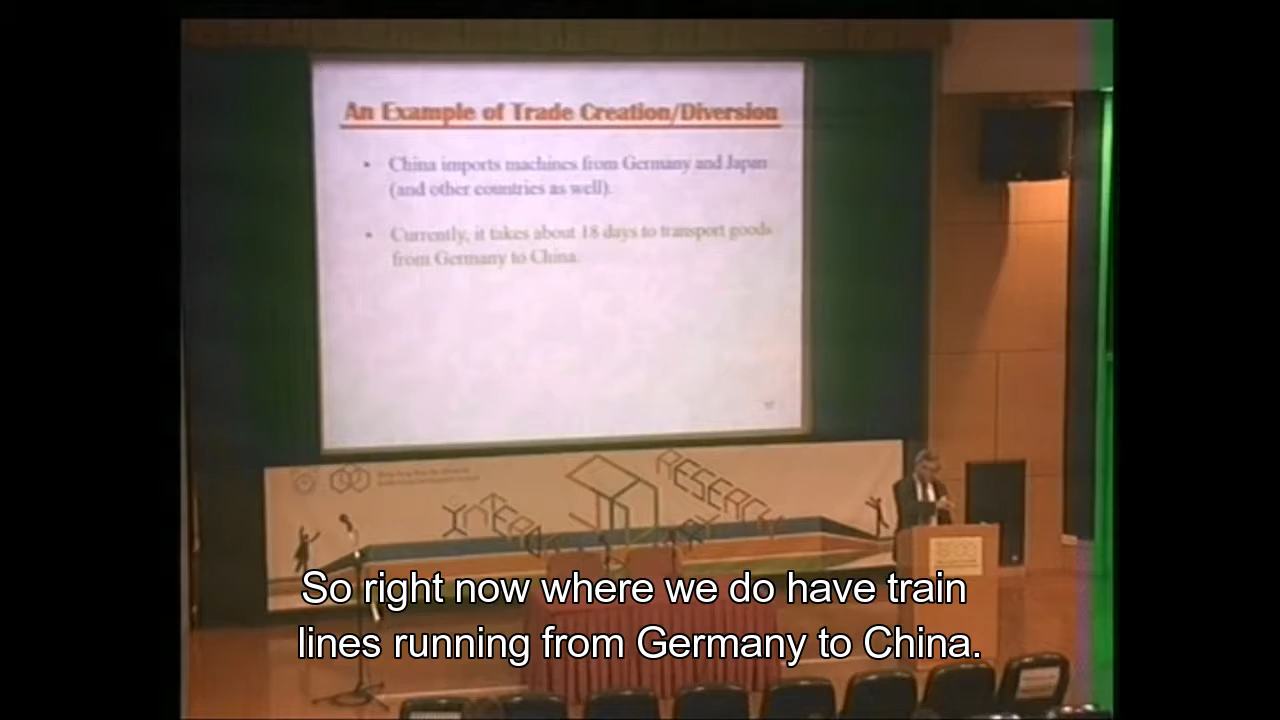 An Example of Trade Creation/Diversion
• China imports machines from Germany and Japan
(and other countries as well).
• Currently, it takes about 18 days to transport goods
from Germany to China.
RESEARCH
So right now where we do have train
lines running from Germany to China.